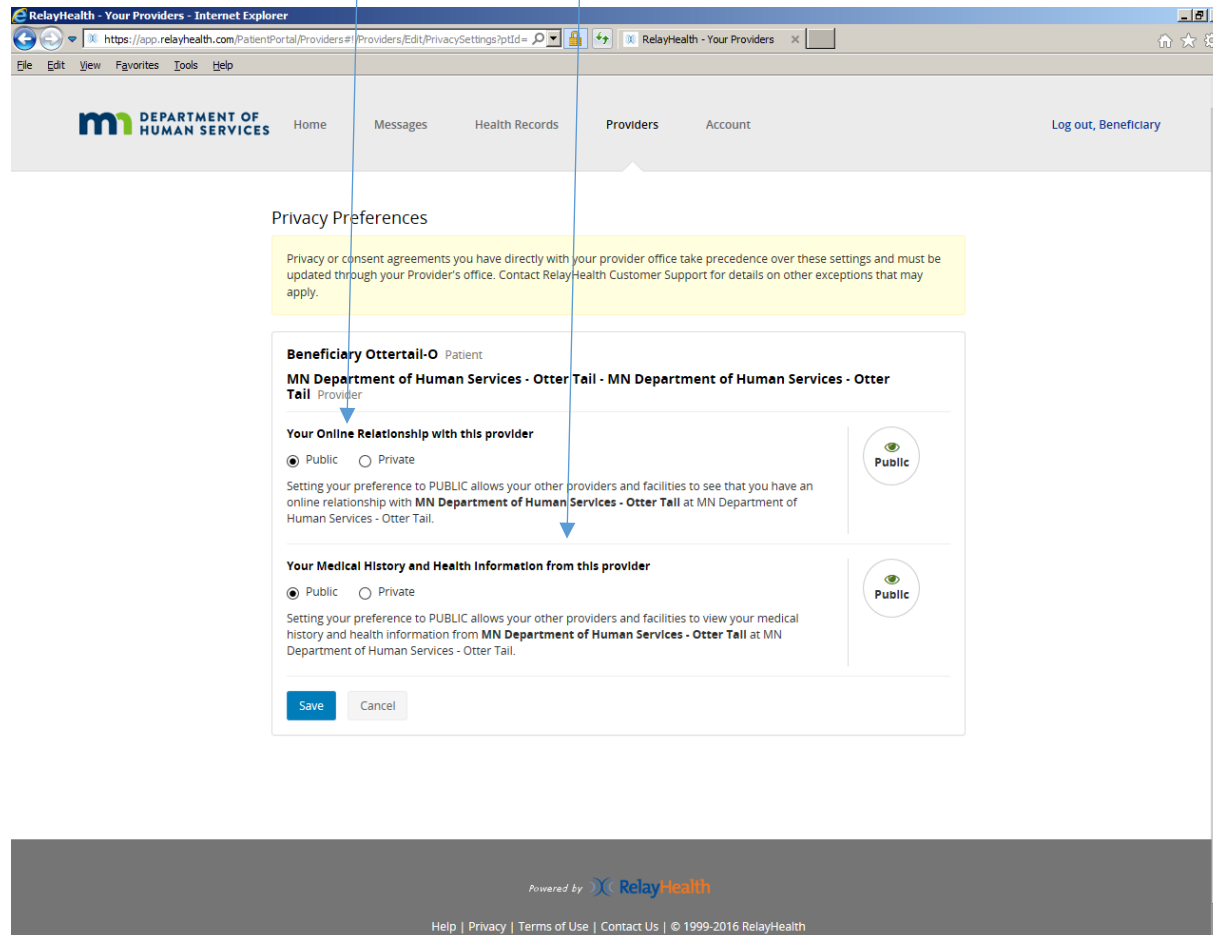 RelayHealth - Your Providers - Internet Explorer
https://app.relayhealth.com/PatientPortal/Providers#!/Providers/Edit/PrivacySettings?ptId=
RelayHealth - Your Providers
File Edit View Favorites Tools Help
DEPARTMENT OF
HUMAN SERVICES
Home Messages Health Records Providers Account Log out, Beneficiary
Privacy Preferences
Privacy or consent agreements you have directly with your provider office take precedence over these settings and must be
updated through your Provider's office. Contact RelayHealth Customer Support for details on other exceptions that may
apply.
Beneficiary Ottertail-O Patient
MN Department of Human Services - Otter Tail - MN Department of Human Services - Otter
Tail Provider
Your Online Relationship with this provider
Public Private
Public
Setting your preference to PUBLIC allows your other providers and facilities to see that you have an
online relationship with MN Department of Human Services - Otter Tail at MN Department of
Human Services - Otter Tail.
Your Medical History and Health Information from this provider
Public Private
Public
Setting your preference to PUBLIC allows your other providers and facilities to view your medical
history and health information from MN Department of Human Services - Otter Tail at MN
Department of Human Services - Otter Tail.
Save Cancel
Powered by RelayHealth
Help | Privacy | Terms of Use | Contact Us | © 1999-2016 RelayHealth